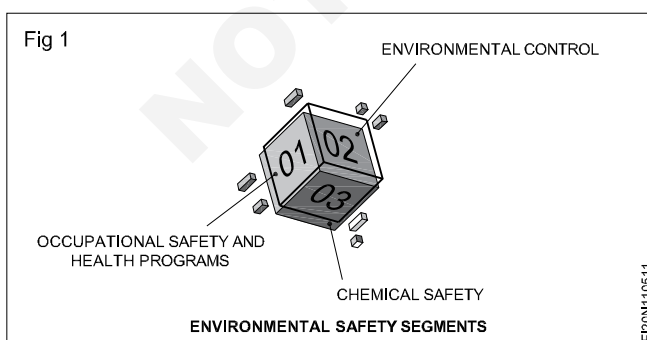 Fig 1
ENVIRONMENTAL CONTROL
01
02
03
OCCUPATIONAL SAFETY AND
HEALTH PROGRAMS
CHEMICAL SAFETY
ENVIRONMENTAL SAFETY SEGMENTS